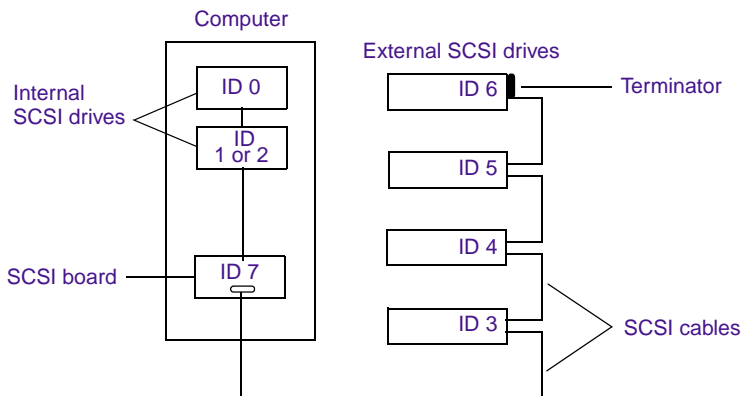 Computer
External SCSI drives
Internal
SCSI drives
ID 0
ID
1 or 2
SCSI board
ID 7
ID 6
Terminator
ID 5
ID 4
ID 3
SCSI cables